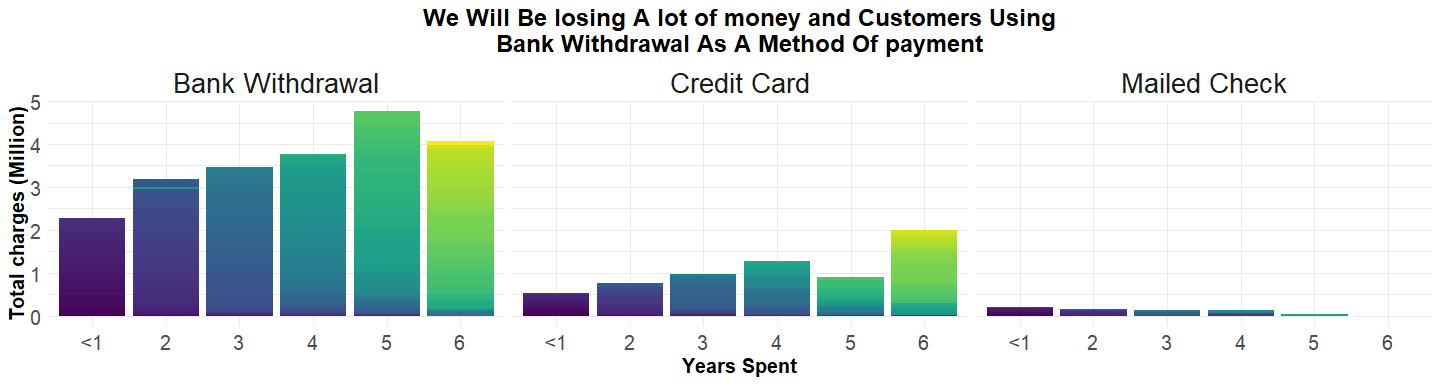 We Will Be losing A lot of money and Customers Using
Bank Withdrawal As A Method Of payment
Bank Withdrawal
Credit Card
Mailed Check
Total charges (Million)
5
4
3
2
1
0
<1 2 3 4 5 6
<1 2 3 4 5 6
<1 2 3 4 5 6
Years Spent